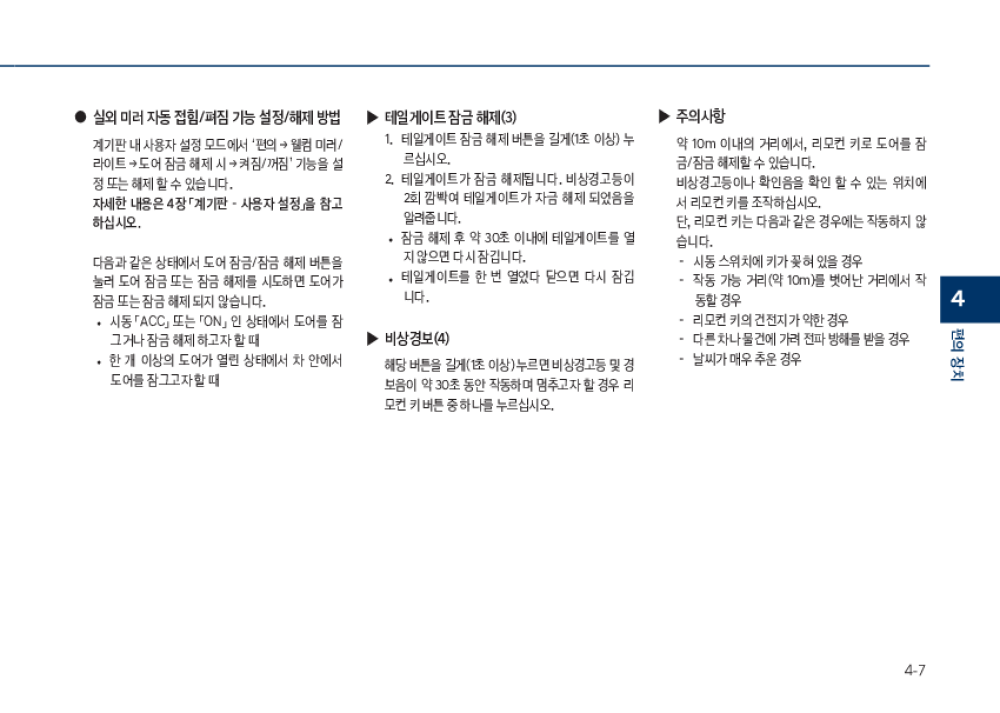 ● 실외 미러 자동 접힘/펴짐 기능 설정/해제 방법
계기판 내 사용자 설정 모드에서 ‘편의 → 웰컴 미러/
라이트 → 도어 잠금 해제 시 → 켜짐/꺼짐’ 기능을 설
정 또는 해제 할 수 있습니다.
자세한 내용은 4장 「계기판 - 사용자 설정」을 참고
하십시오.
다음과 같은 상태에서 도어 잠금/잠금 해제 버튼을
눌러 도어 잠금 또는 잠금 해제를 시도하면 도어가
잠금 또는 잠금 해제 되지 않습니다.
• 시동 「ACC」 또는 「ON」 인 상태에서 도어를 잠
그거나 잠금 해제 하고자 할 때
• 한 개 이상의 도어가 열린 상태에서 차 안에서
도어를 잠그고자 할 때
▶ 테일게이트 잠금 해제(3)
1. 테일게이트 잠금 해제 버튼을 길게(1초 이상) 누
르십시오.
2. 테일게이트가 잠금 해제됩니다. 비상경고등이
2회 깜빡여 테일게이트가 자금 해제 되었음을
알려줍니다.
• 잠금 해제 후 약 30초 이내에 테일게이트를 열
지 않으면 다시 잠깁니다.
• 테일게이트를 한 번 열었다 닫으면 다시 잠깁
니다.
▶ 비상경보(4)
해당 버튼을 길게(1초 이상) 누르면 비상경고등 및 경
보음이 약 30초 동안 작동하며 멈추고자 할 경우 리
모컨 키 버튼 중 하나를 누르십시오.
▶ 주의사항
약 10m 이내의 거리에서, 리모컨 키로 도어를 잠
금/잠금 해제할 수 있습니다.
비상경고등이나 확인음을 확인 할 수 있는 위치에
서 리모컨 키를 조작하십시오.
단, 리모컨 키는 다음과 같은 경우에는 작동하지 않
습니다.
- 시동 스위치에 키가 꽂혀 있을 경우
- 작동 가능 거리(약 10m)를 벗어난 거리에서 작
동할 경우
- 리모컨 키의 건전지가 약한 경우
- 다른 차나 물건에 가려 전파 방해를 받을 경우
- 날씨가 매우 추운 경우
4
편의 장치
4-7